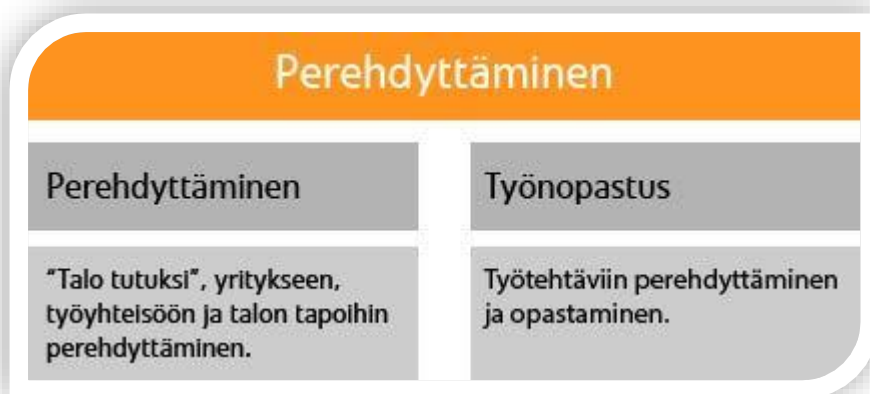 Perehdyttäminen
Perehdyttäminen
"Talo tutuksi", yritykseen,
työyhteisöön ja talon tapoihin
perehdyttäminen.
Työnopastus
Työtehtäviin perehdyttäminen
ja opastaminen.